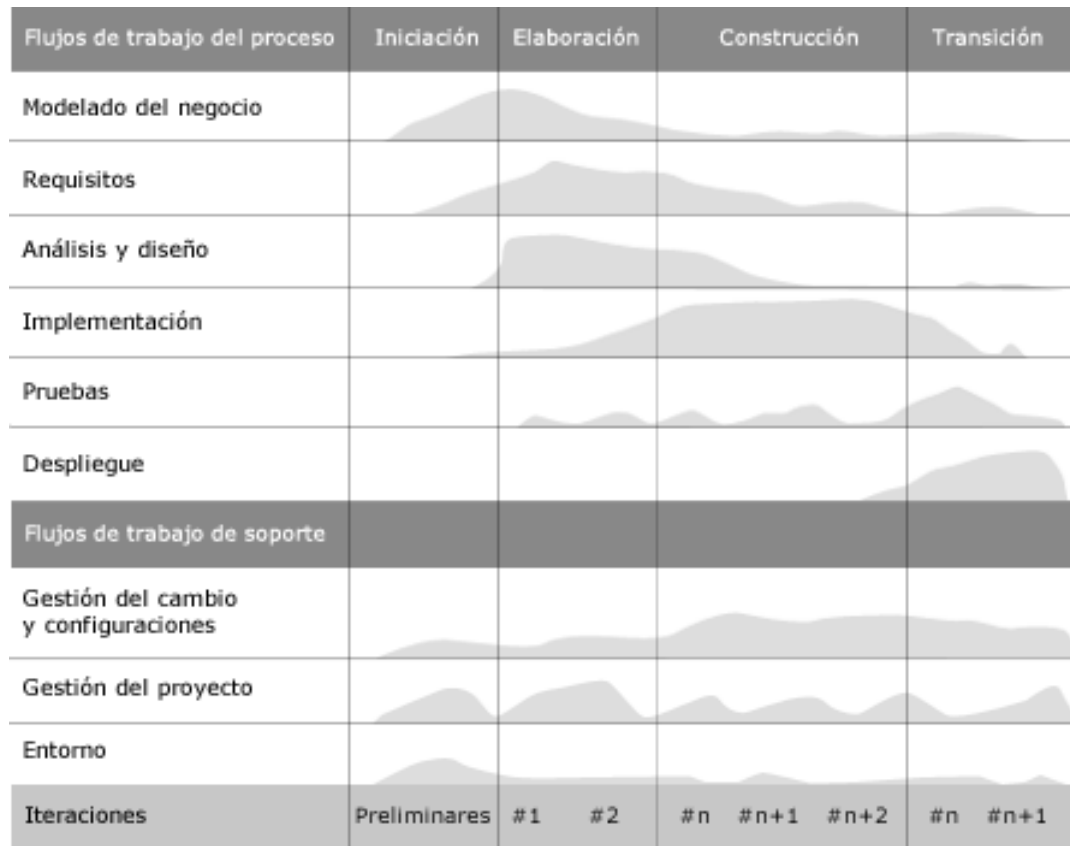 Flujos de trabajo del proceso Iniciación Elaboración Construcción Transición
Modelado del negocio
Requisitos
Análisis y diseño
Implementación
Pruebas
Despliegue
Flujos de trabajo de soporte
Gestión del cambio
y configuraciones
Gestión del proyecto
Entorno
Iteraciones Preliminares #1 #2 #n #n+1 #n+2 #n #n+1